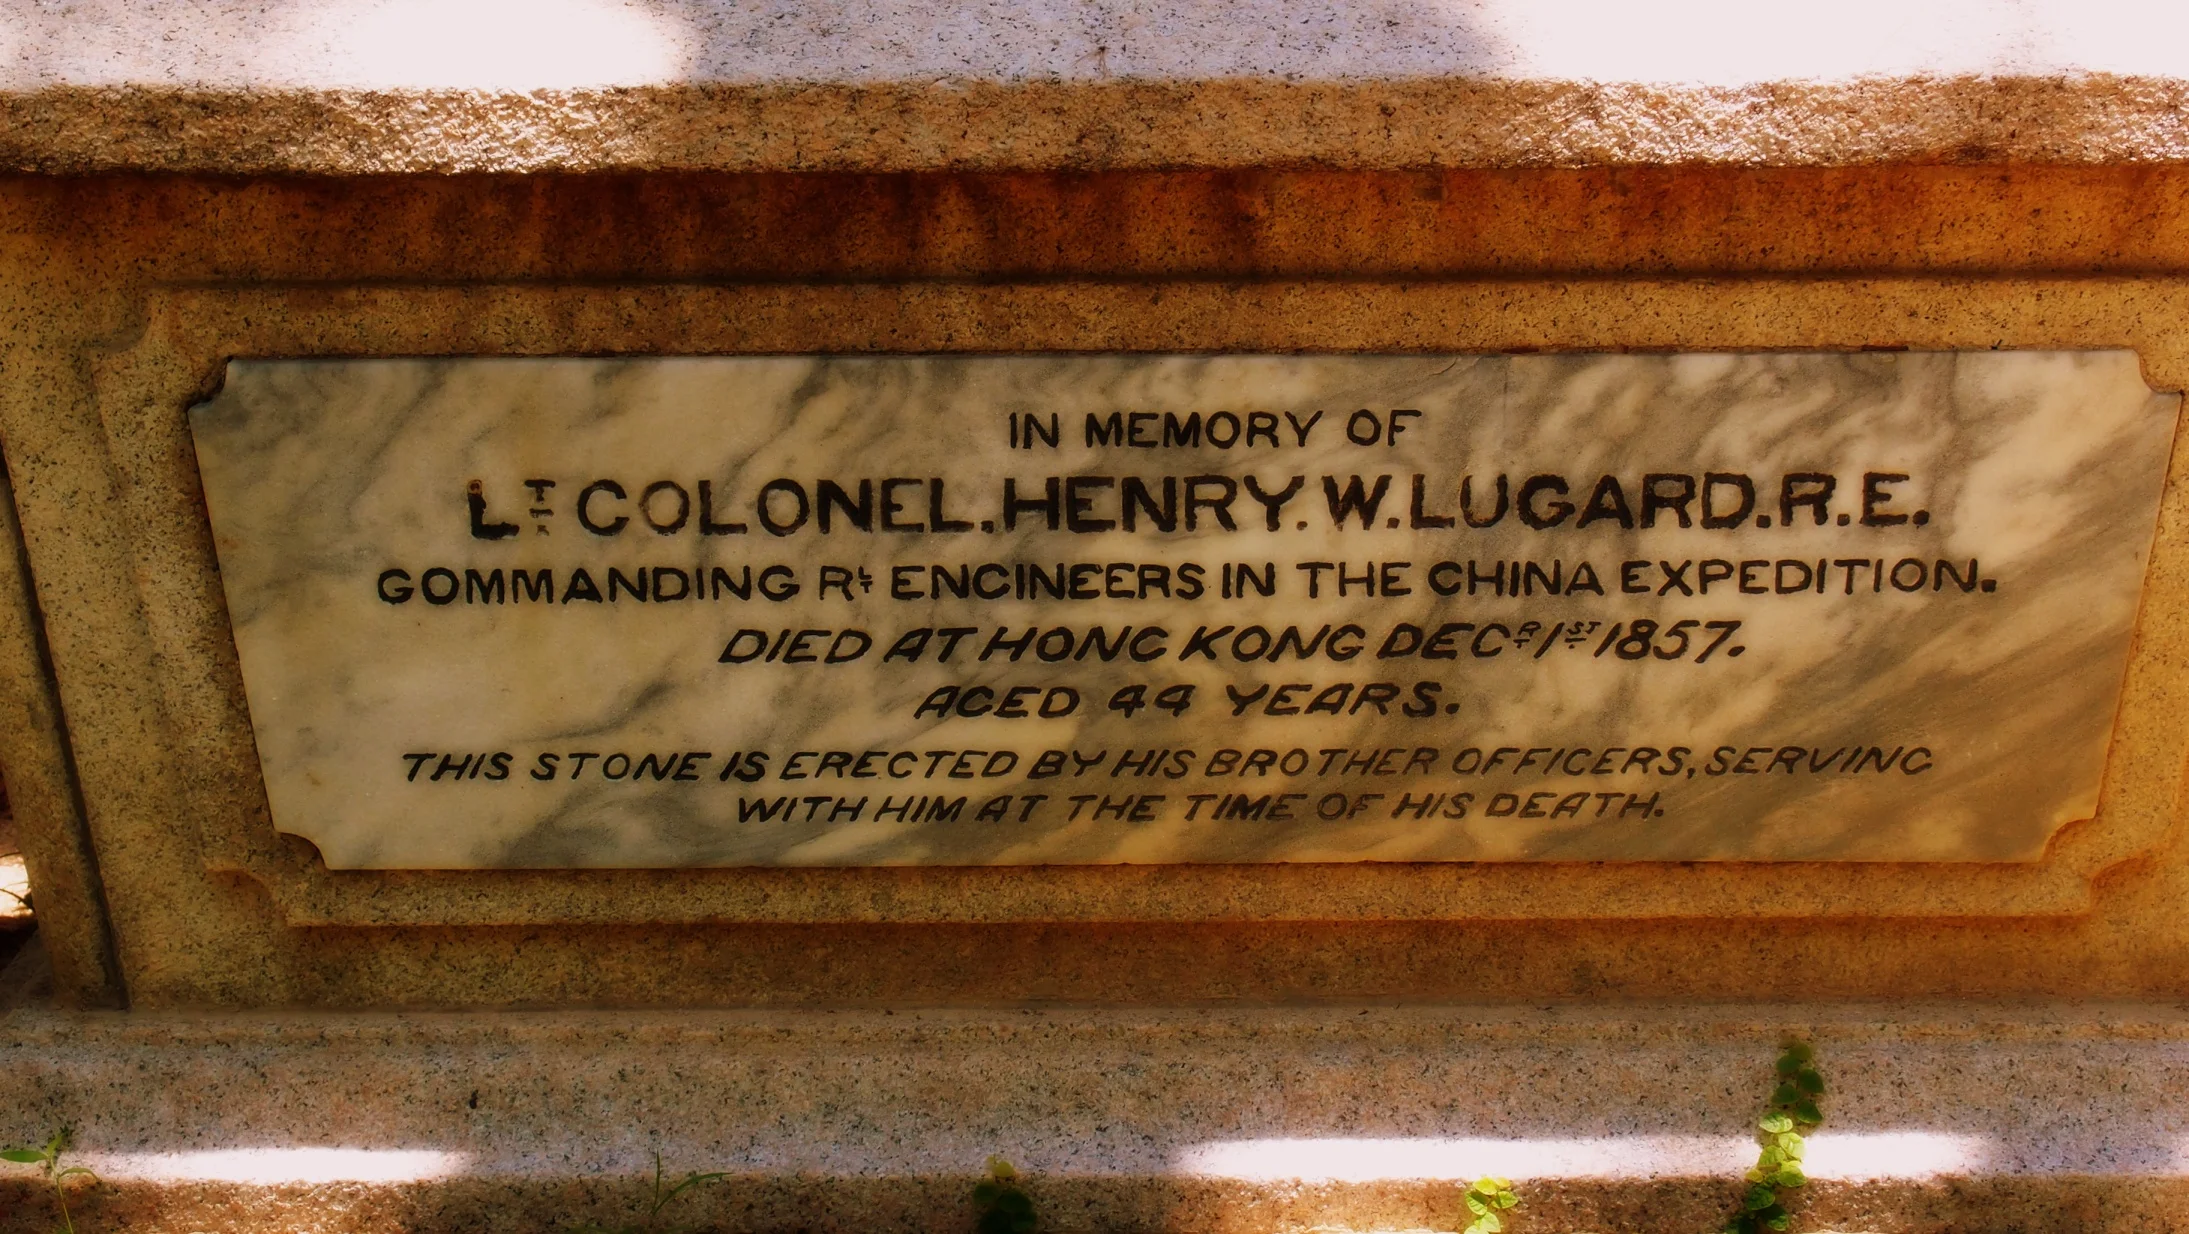 IN MEMORY OF
LT COLONEL.HENRY.W.LUGARD.R.E.
GOMMANDING RL ENCINEERS IN THE CHINA EXPEDITION.
DIED AT HONC KONG DECR 1ST 1857.
ACED 44 YEARS.
THIS STONE IS ERECTED BY HIS BROTHER OFFICERS, SERVINC
WITH HIM AT THE TIME OF HIS DEATH.